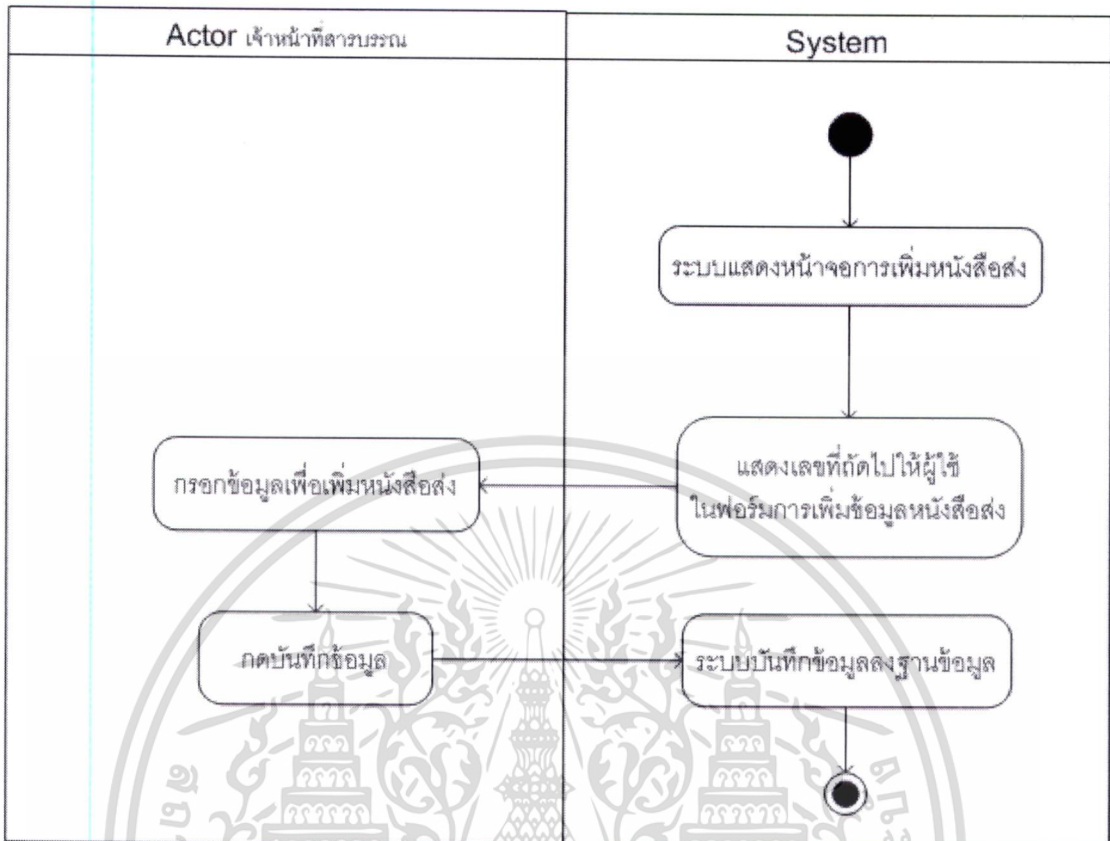 Actor เจ้าหน้าที่สารบรรณ
System
ระบบแสดงหน้าจอการเพิ่มหนังสือส่ง
แสดงเลขที่ถัดไปให้ผู้ใช้
ในฟอร์มการเพิ่มข้อมูลหนังสือส่ง
กรอกข้อมูลเพื่อเพิ่มหนังสือส่ง
กดบันทึกข้อมูล
ระบบบันทึกข้อมูลลงฐานข้อมูล